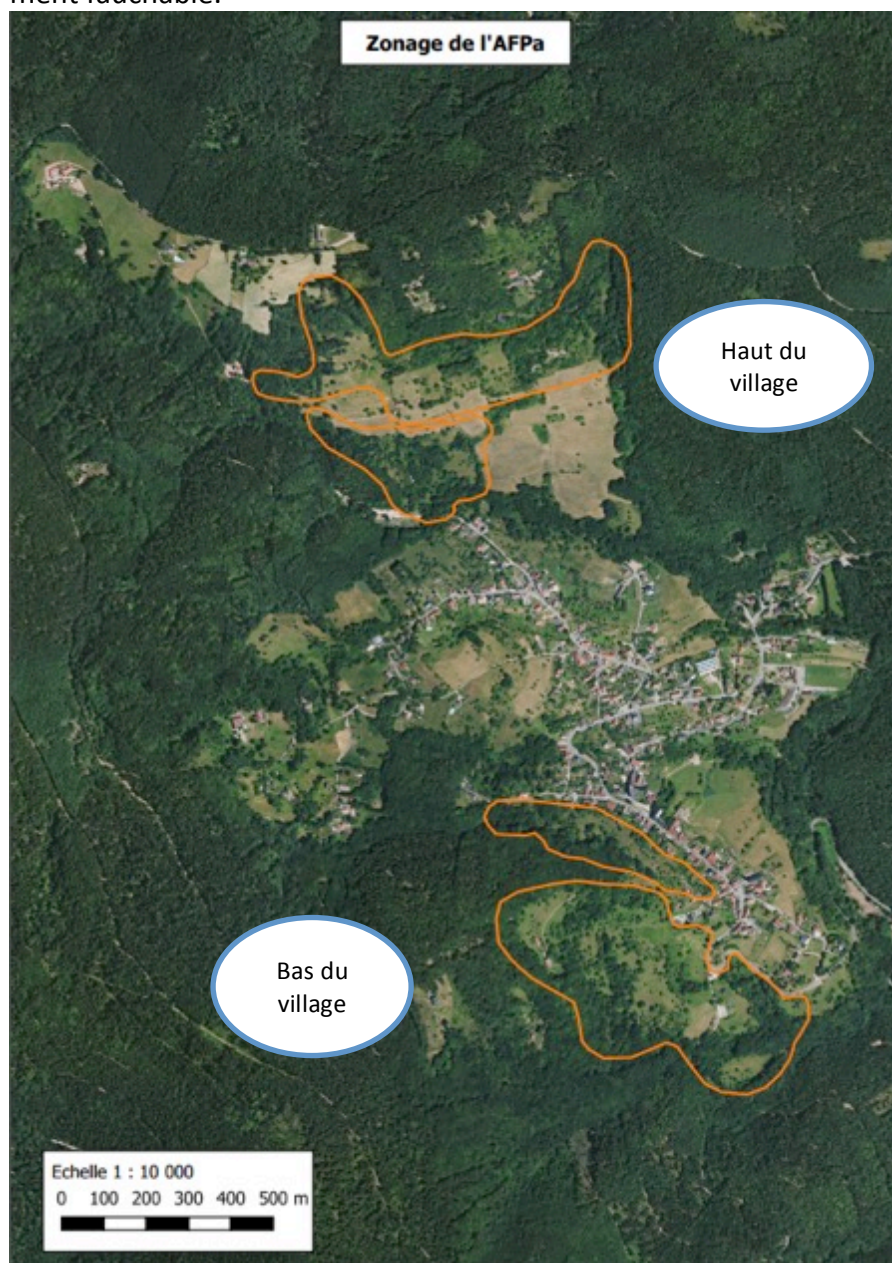 ment fauchable.
Zonage de l'AFPa
Haut du
village
Bas du
village
Echelle 1 : 10 000
0 100 200 300 400 500 m